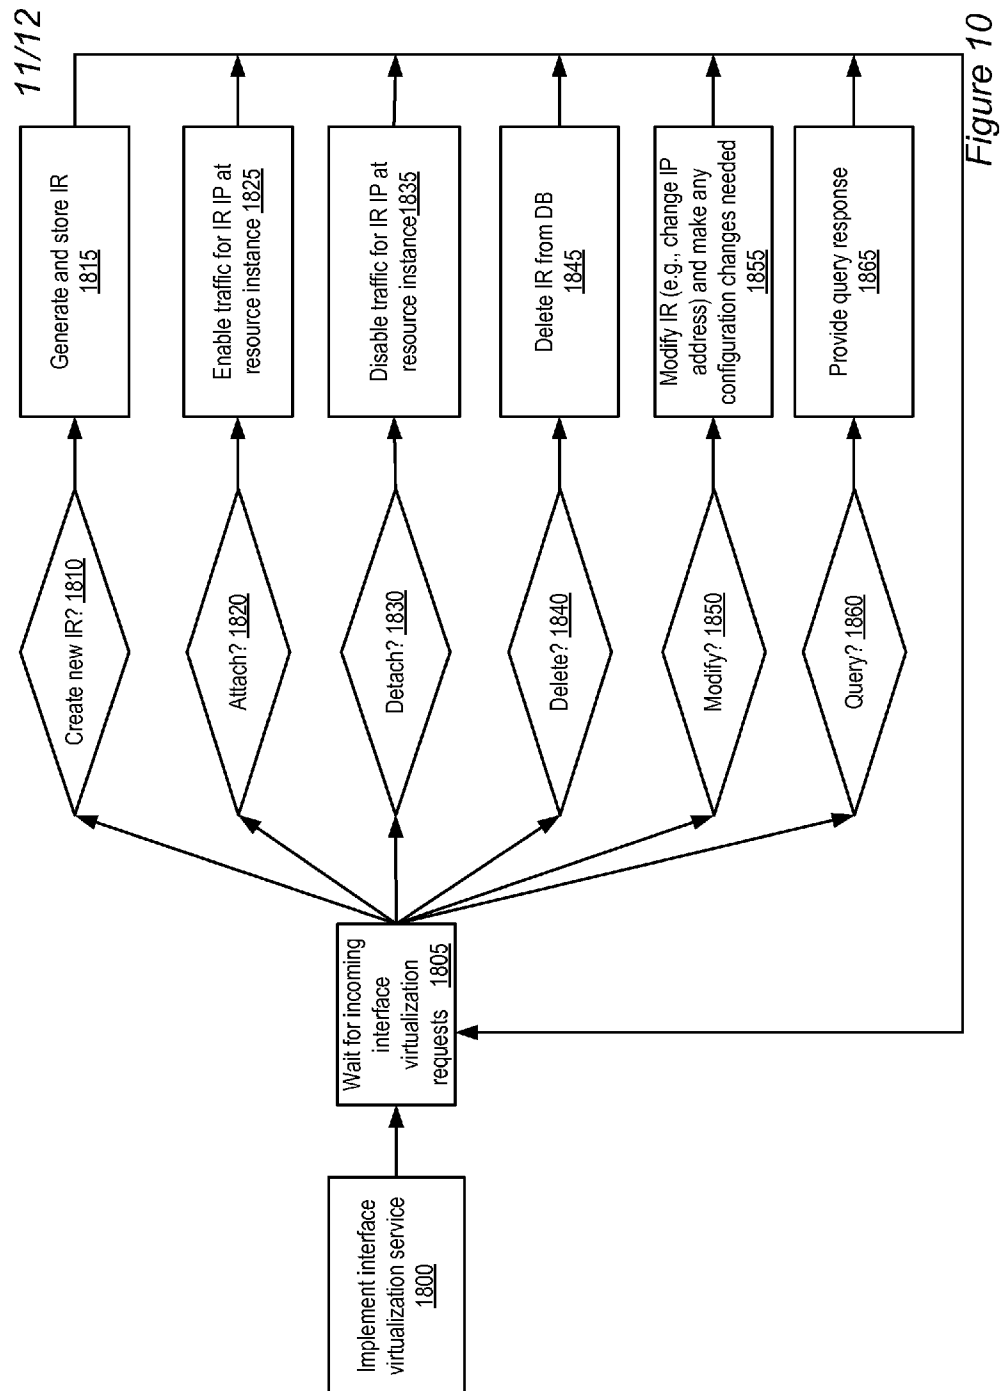 11/12
Implement interface
virtualization service
1800
Wait for incoming
interface
virtualization
requests 1805
Create new IR? 1810
Generate and store IR
1815
Attach? 1820
Enable traffic for IR IP at
resource instance 1825
Detach? 1830
Disable traffic for IR IP at
resource instance1835
Delete? 1840
Delete IR from DB
1845
Modify? 1850
Modify IR (e.g., change IP
address) and make any
configuration changes needed
1855
Query? 1860
Provide query response
1865
Figure 10